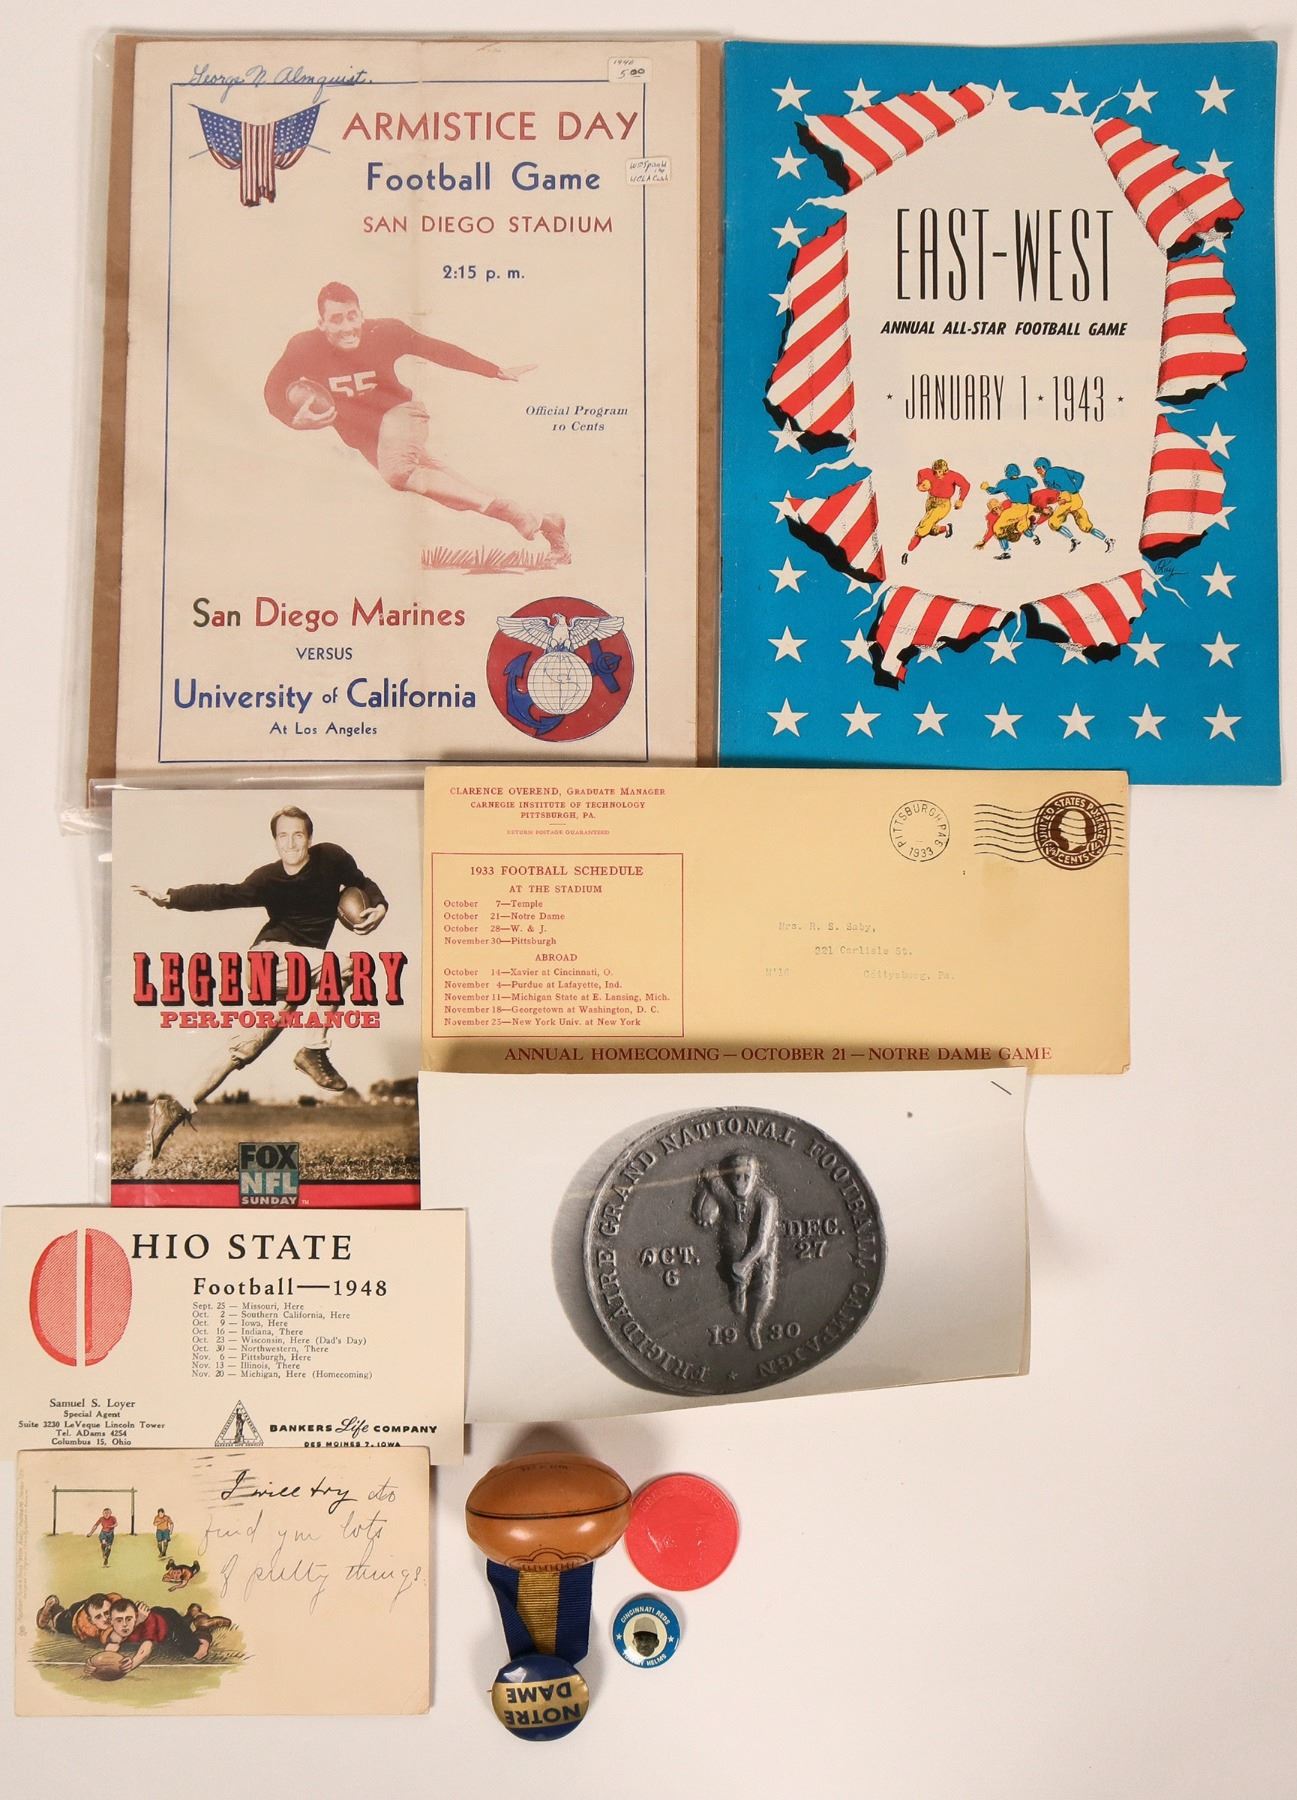 George N. Almquist.
1940
5.00
ARMISTICE DAY
Football Game
SAN DIEGO STADIUM
2:15 p. m.
55
Official Program
10 Cents
San Diego Marines
VERSUS
University of California
At Los Angeles
EAST-WEST
ANNUAL ALL-STAR FOOTBALL GAME
JANUARY 1 · 1943
LEGENDARY
PERFORMANCE
FOX
NFL
SUNDAY
TM
CLARENCE OVEREND, GRADUATE MANAGER
CARNEGIE INSTITUTE OF TECHNOLOGY
PITTSBURGH, PA.
RETURN POSTAGE GUARANTEED
1933 FOOTBALL SCHEDULE
AT THE STADIUM
October 7—Temple
October 21—Notre Dame
October 28—W. & J.
November 30—Pittsburgh
ABROAD
October 14—Xavier at Cincinnati, O.
November 4—Purdue at Lafayette, Ind.
November 11—Michigan State at E. Lansing, Mich.
November 18—Georgetown at Washington, D. C.
November 25—New York Univ. at New York
PITTSBURGH, PA
1933
UNITED STATES POSTAGE
CENTS
Mrs. R. S. Saby,
221 Carlisle St.
Gettysburg, Pa.
ANNUAL HOMECOMING — OCTOBER 21 — NOTRE DAME GAME
FRIGIDAIRE GRAND NATIONAL FOOTBALL CAMPAIGN
OCT.
6
DEC.
27
1930
OHIO STATE
Football—1948
Sept. 25 — Missouri, Here
Oct. 2 — Southern California, Here
Oct. 9 — Iowa, Here
Oct. 16 — Indiana, There
Oct. 23 — Wisconsin, Here (Dad's Day)
Oct. 30 — Northwestern, There
Nov. 6 — Pittsburgh, Here
Nov. 13 — Illinois, There
Nov. 20 — Michigan, Here (Homecoming)
Samuel S. Loyer
Special Agent
Suite 3230 LeVeque Lincoln Tower
Tel. ADams 4254
Columbus 15, Ohio
BANKERS Life COMPANY
DES MOINES 7, IOWA
I will try to
find you lots
of pretty things.
NOTRE
DAME
CINCINNATI REDS
TOMMY HELMS